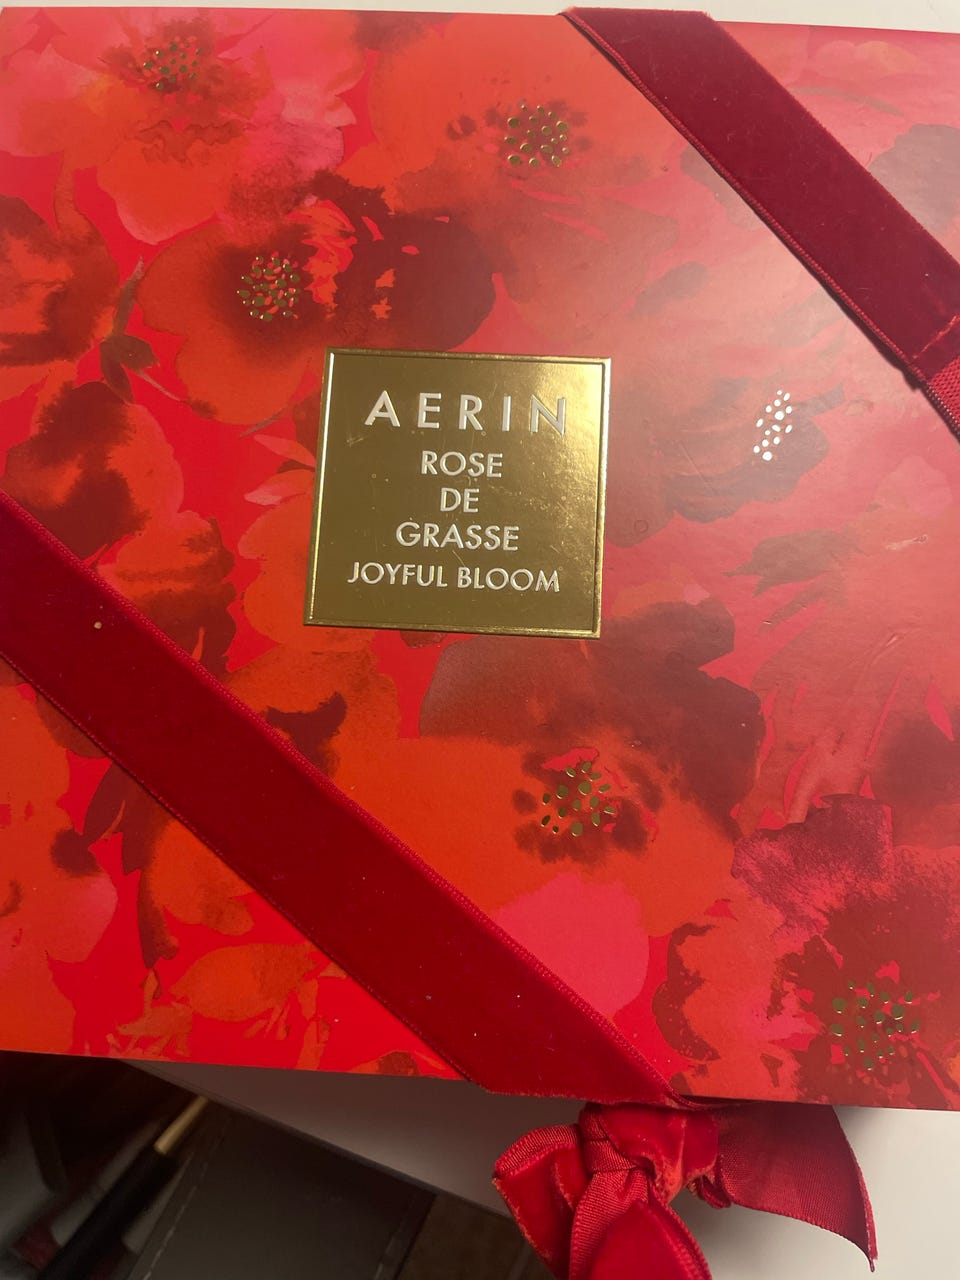 AERIN
ROSE
DE
GRASSE
JOYFUL BLOOM